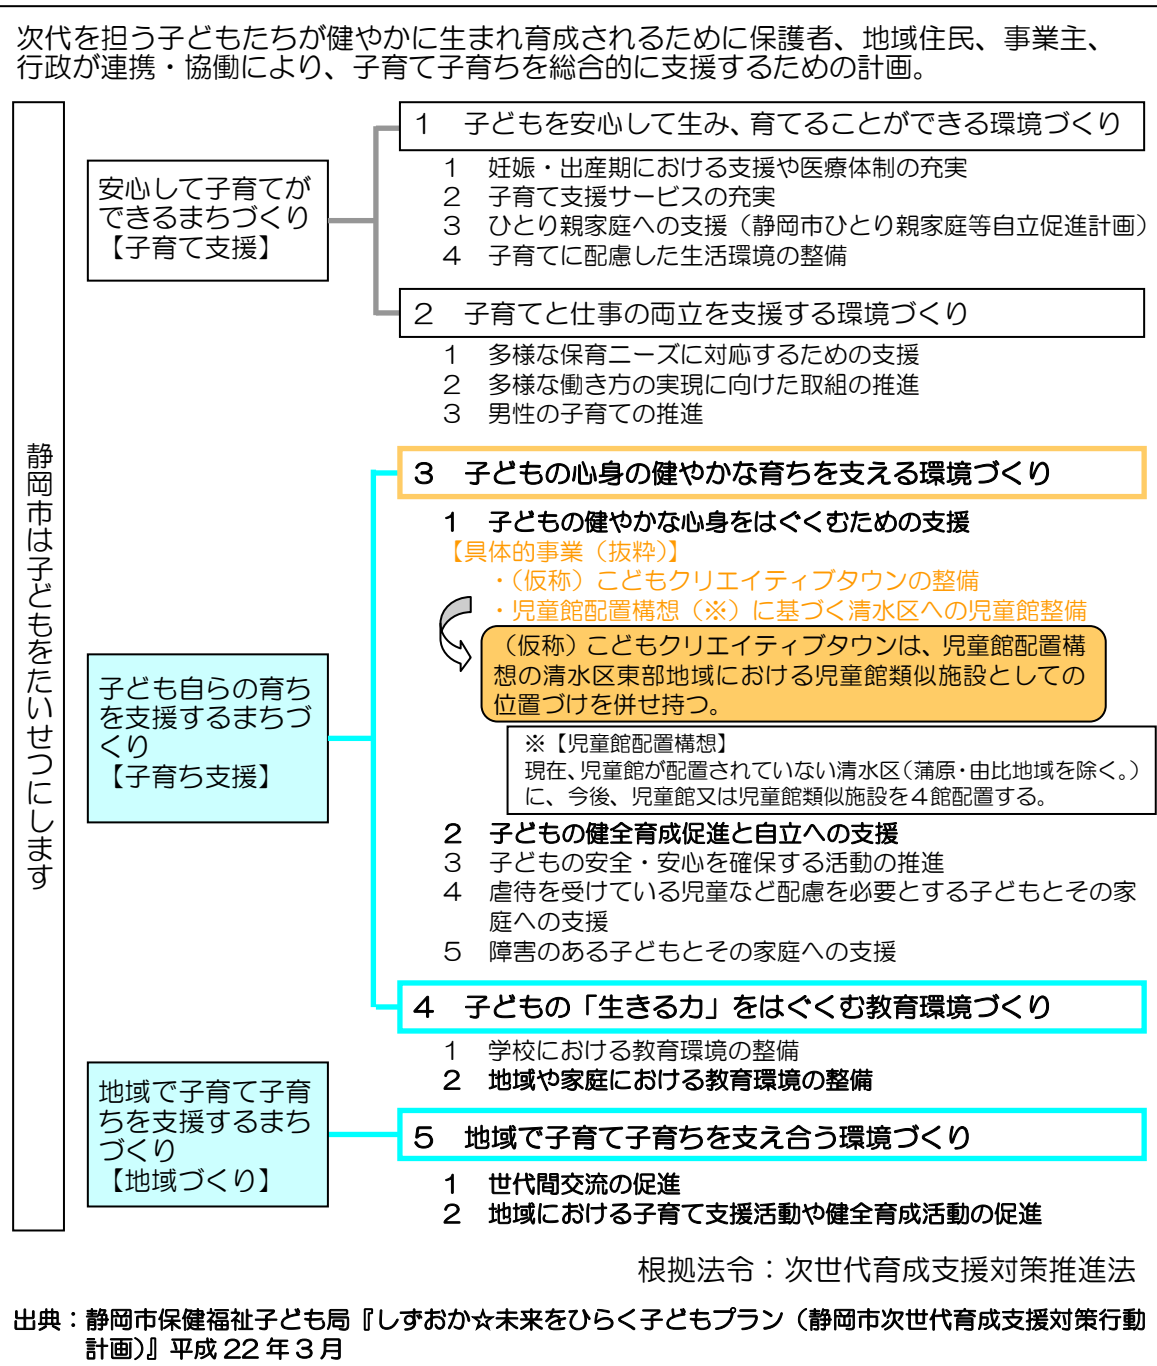 次代を担う子どもたちが健やかに生まれ育成されるために保護者、地域住民、事業主、
行政が連携・協働により、子育て子育ちを総合的に支援するための計画。
静岡市は子どもをたいせつにします
安心して子育てが
できるまちづくり
【子育て支援】
1 子どもを安心して生み、育てることができる環境づくり
1 妊娠・出産期における支援や医療体制の充実
2 子育て支援サービスの充実
3 ひとり親家庭への支援（静岡市ひとり親家庭等自立促進計画）
4 子育てに配慮した生活環境の整備
2 子育てと仕事の両立を支援する環境づくり
1 多様な保育ニーズに対応するための支援
2 多様な働き方の実現に向けた取組の推進
3 男性の子育ての推進
子ども自らの育ち
を支援するまちづ
くり
【子育ち支援】
3 子どもの心身の健やかな育ちを支える環境づくり
1 子どもの健やかな心身をはぐくむための支援
【具体的事業（抜粋）】
・（仮称）こどもクリエイティブタウンの整備
・児童館配置構想（※）に基づく清水区への児童館整備
（仮称）こどもクリエイティブタウンは、児童館配置構
想の清水区東部地域における児童館類似施設としての
位置づけを併せ持つ。
※【児童館配置構想】
現在、児童館が配置されていない清水区（蒲原・由比地域を除く。）
に、今後、児童館又は児童館類似施設を４館配置する。
2 子どもの健全育成促進と自立への支援
3 子どもの安全・安心を確保する活動の推進
4 虐待を受けている児童など配慮を必要とする子どもとその家
庭への支援
5 障害のある子どもとその家庭への支援
4 子どもの「生きる力」をはぐくむ教育環境づくり
1 学校における教育環境の整備
2 地域や家庭における教育環境の整備
地域で子育て子育
ちを支援するまち
づくり
【地域づくり】
5 地域で子育て子育ちを支え合う環境づくり
1 世代間交流の促進
2 地域における子育て支援活動や健全育成活動の促進
根拠法令：次世代育成支援対策推進法
出典：静岡市保健福祉子ども局『しずおか☆未来をひらく子どもプラン（静岡市次世代育成支援対策行動
計画）』平成 22 年 3 月